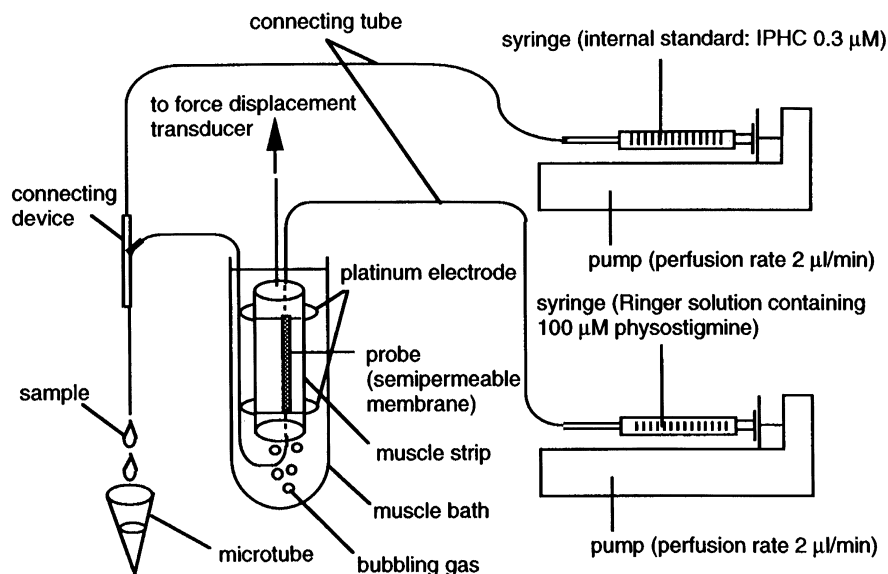 connecting tube
syringe (internal standard: IPHC 0.3 µM)
to force displacement
transducer
connecting
device
pump (perfusion rate 2 µl/min)
platinum electrode
syringe (Ringer solution containing
100 µM physostigmine)
probe
(semipermeable
membrane)
sample
muscle strip
muscle bath
microtube
bubbling gas
pump (perfusion rate 2 µl/min)